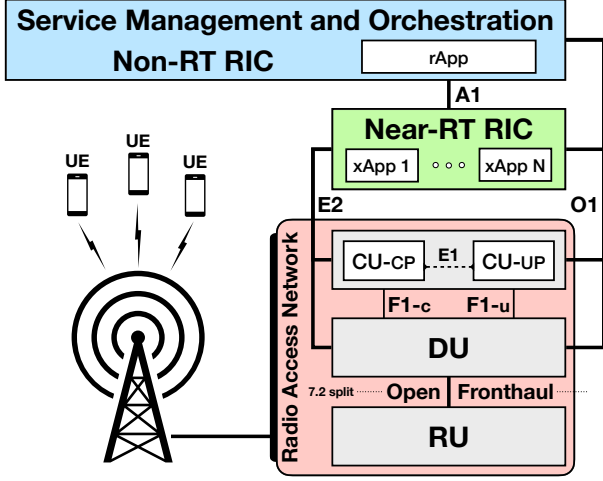 Service Management and Orchestration
Non-RT RIC
rApp
A1
Near-RT RIC
xApp 1
xApp N
UE
UE
UE
E2
O1
Radio Access Network
CU-CP
E1
CU-UP
F1-c
F1-u
DU
7.2 split
Open
Fronthaul
RU